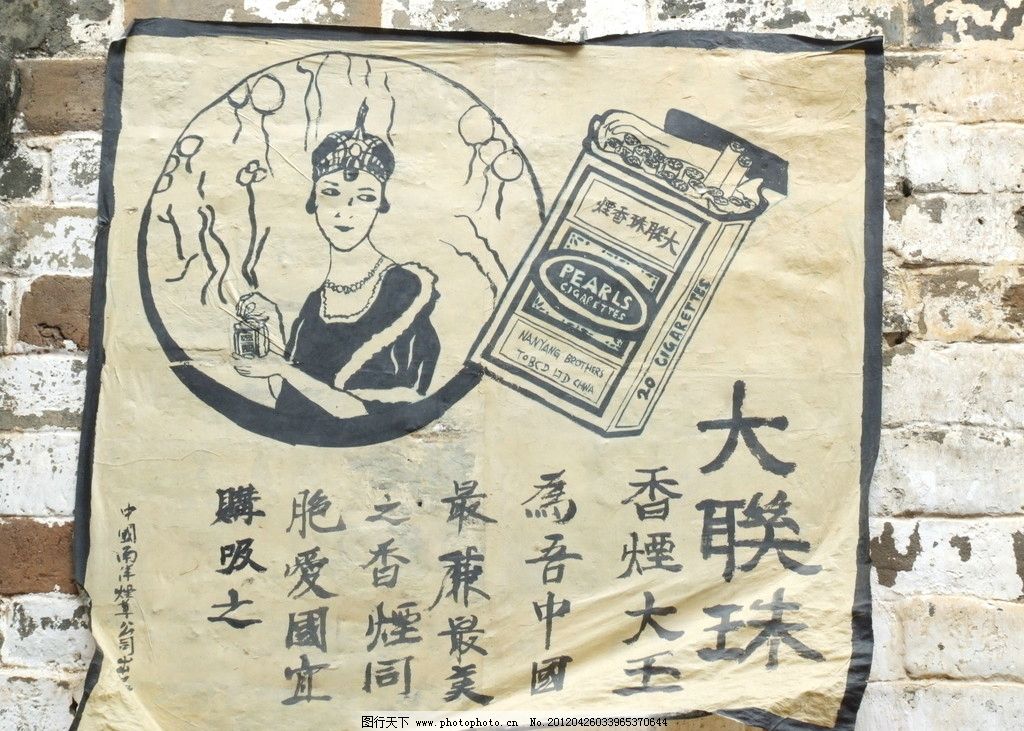 大聯珠
香煙大王
為吾中國
最廉最美
之香煙同
胞愛國宜
購吸之
中國南洋煙草公司出品
大聯珠香煙
PEARLS
CIGARETTES
NANYANG BROTHERS
TOBCO LTD CHINA
20 CIGARETTES
图行天下 www.photophoto.cn No.20120426033965370644